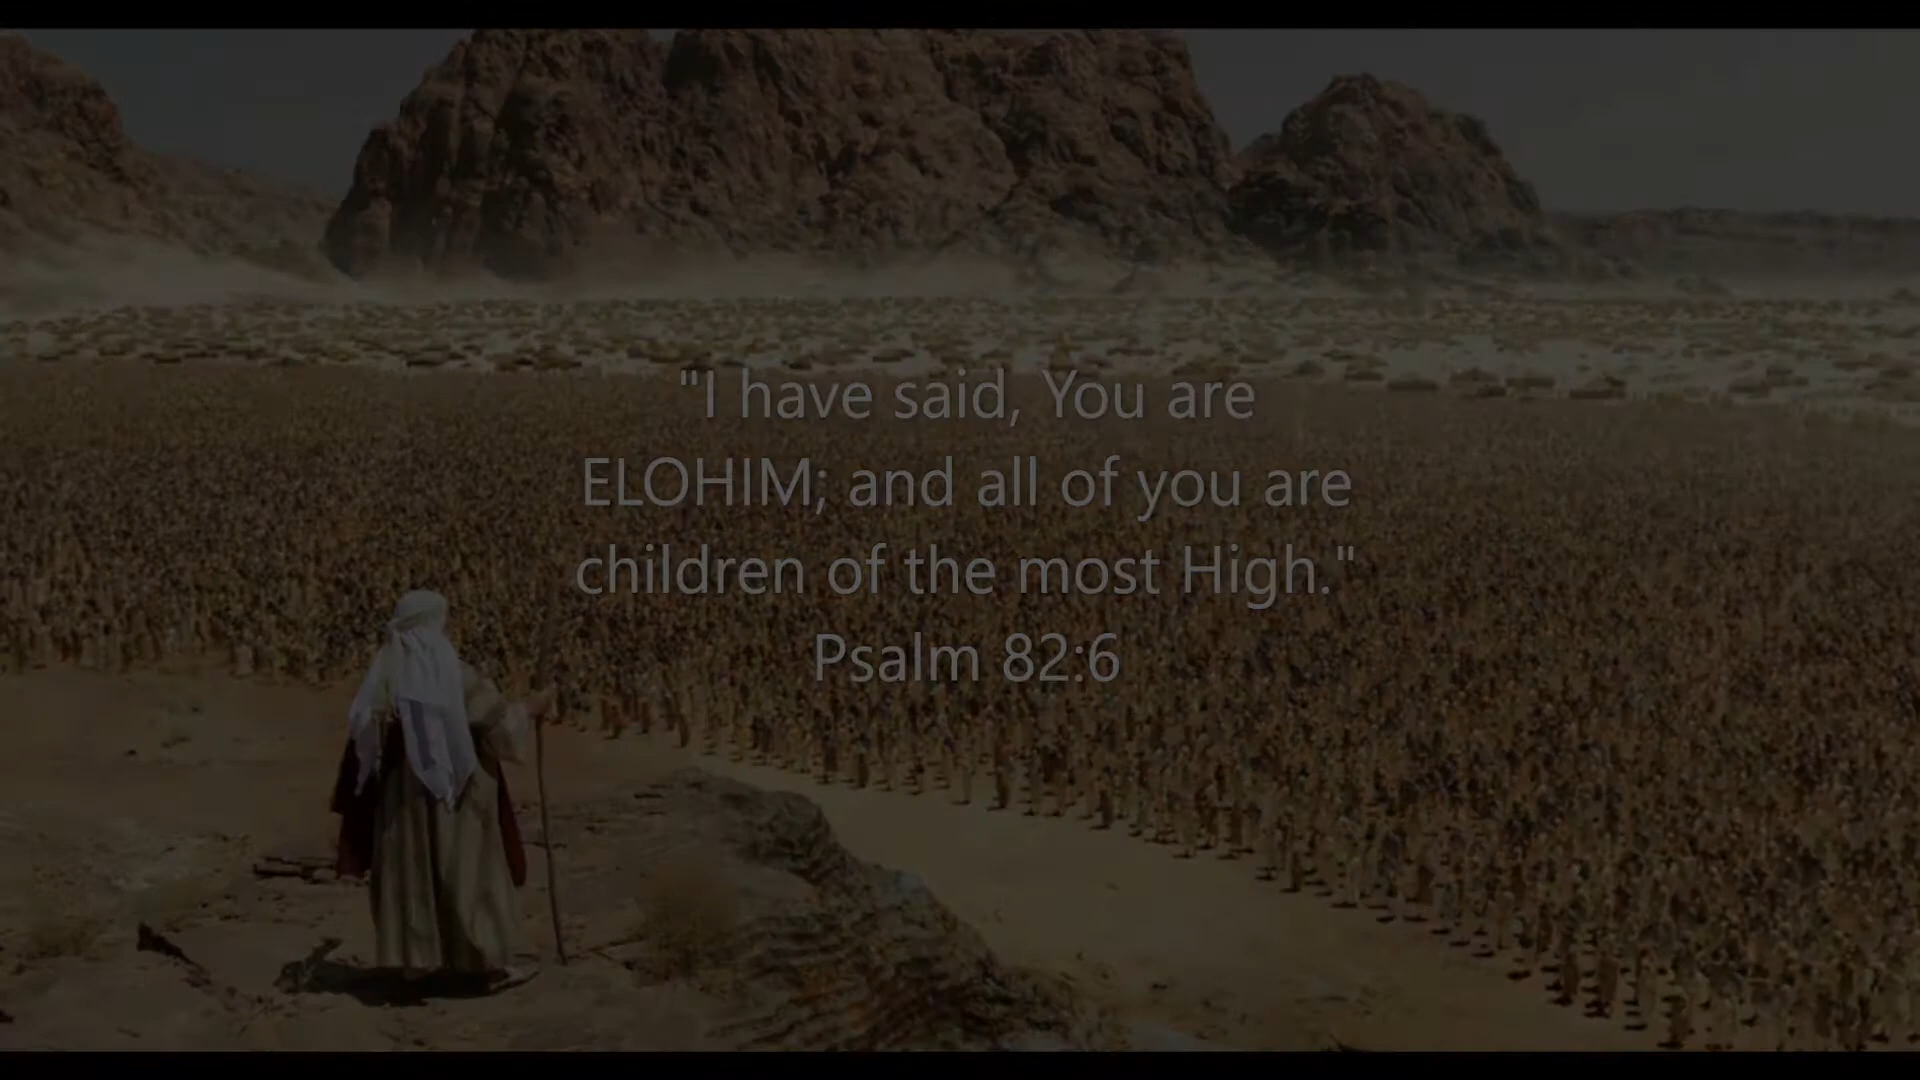 "I have said, You are
ELOHIM; and all of you are
children of the most High."
Psalm 82:6